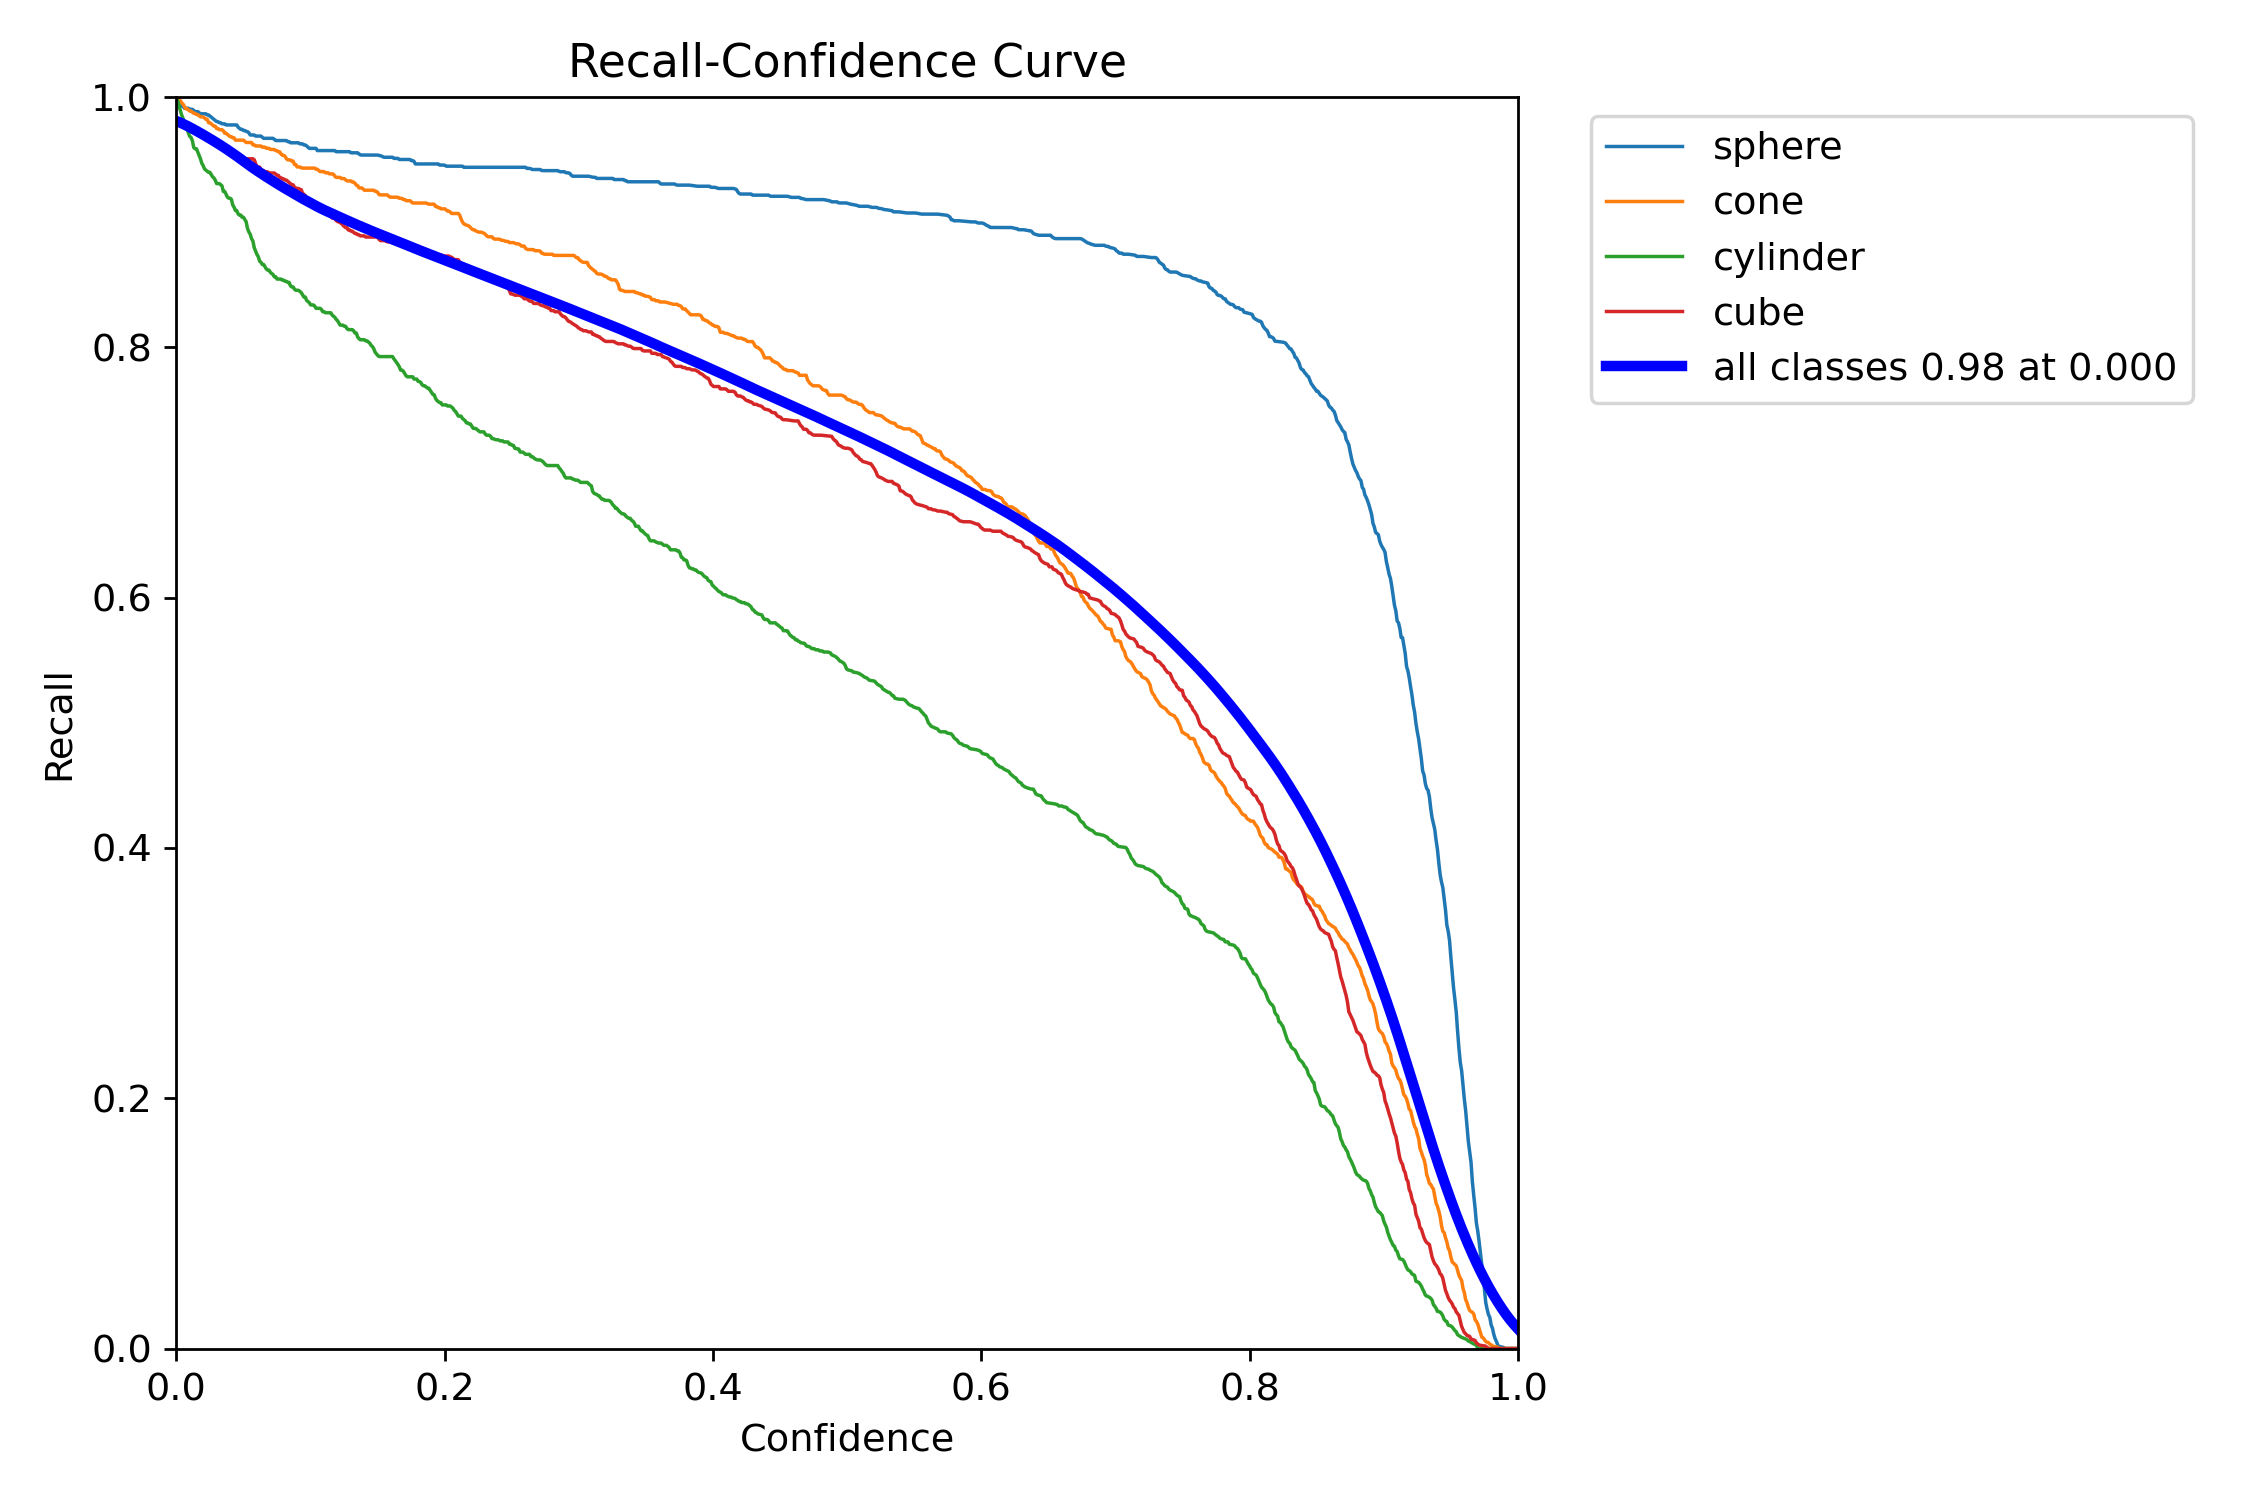 Recall-Confidence Curve
1.0
0.8
0.6
0.4
0.2
0.0
Recall
0.0 0.2 0.4 0.6 0.8 1.0
Confidence
sphere
cone
cylinder
cube
all classes 0.98 at 0.000